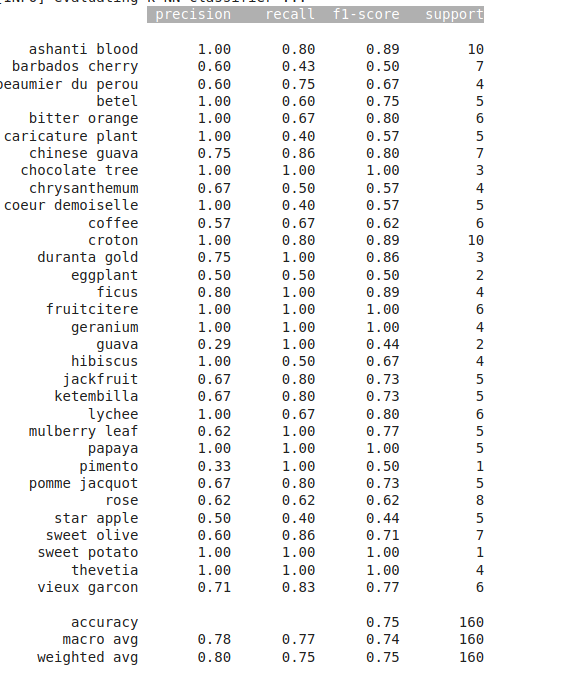 precision recall f1-score support
ashanti blood 1.00 0.80 0.89 10
barbados cherry 0.60 0.43 0.50 7
beaumier du perou 0.60 0.75 0.67 4
betel 1.00 0.60 0.75 5
bitter orange 1.00 0.67 0.80 6
caricature plant 1.00 0.40 0.57 5
chinese guava 0.75 0.86 0.80 7
chocolate tree 1.00 1.00 1.00 3
chrysanthemum 0.67 0.50 0.57 4
coeur demoiselle 1.00 0.40 0.57 5
coffee 0.57 0.67 0.62 6
croton 1.00 0.80 0.89 10
duranta gold 0.75 1.00 0.86 3
eggplant 0.50 0.50 0.50 2
ficus 0.80 1.00 0.89 4
fruitcitere 1.00 1.00 1.00 6
geranium 1.00 1.00 1.00 4
guava 0.29 1.00 0.44 2
hibiscus 1.00 0.50 0.67 4
jackfruit 0.67 0.80 0.73 5
ketembilla 0.67 0.80 0.73 5
lychee 1.00 0.67 0.80 6
mulberry leaf 0.62 1.00 0.77 5
papaya 1.00 1.00 1.00 5
pimento 0.33 1.00 0.50 1
pomme jacquot 0.67 0.80 0.73 5
rose 0.62 0.62 0.62 8
star apple 0.50 0.40 0.44 5
sweet olive 0.60 0.86 0.71 7
sweet potato 1.00 1.00 1.00 1
thevetia 1.00 1.00 1.00 4
vieux garcon 0.71 0.83 0.77 6
accuracy 0.75 160
macro avg 0.78 0.77 0.74 160
weighted avg 0.80 0.75 0.75 160